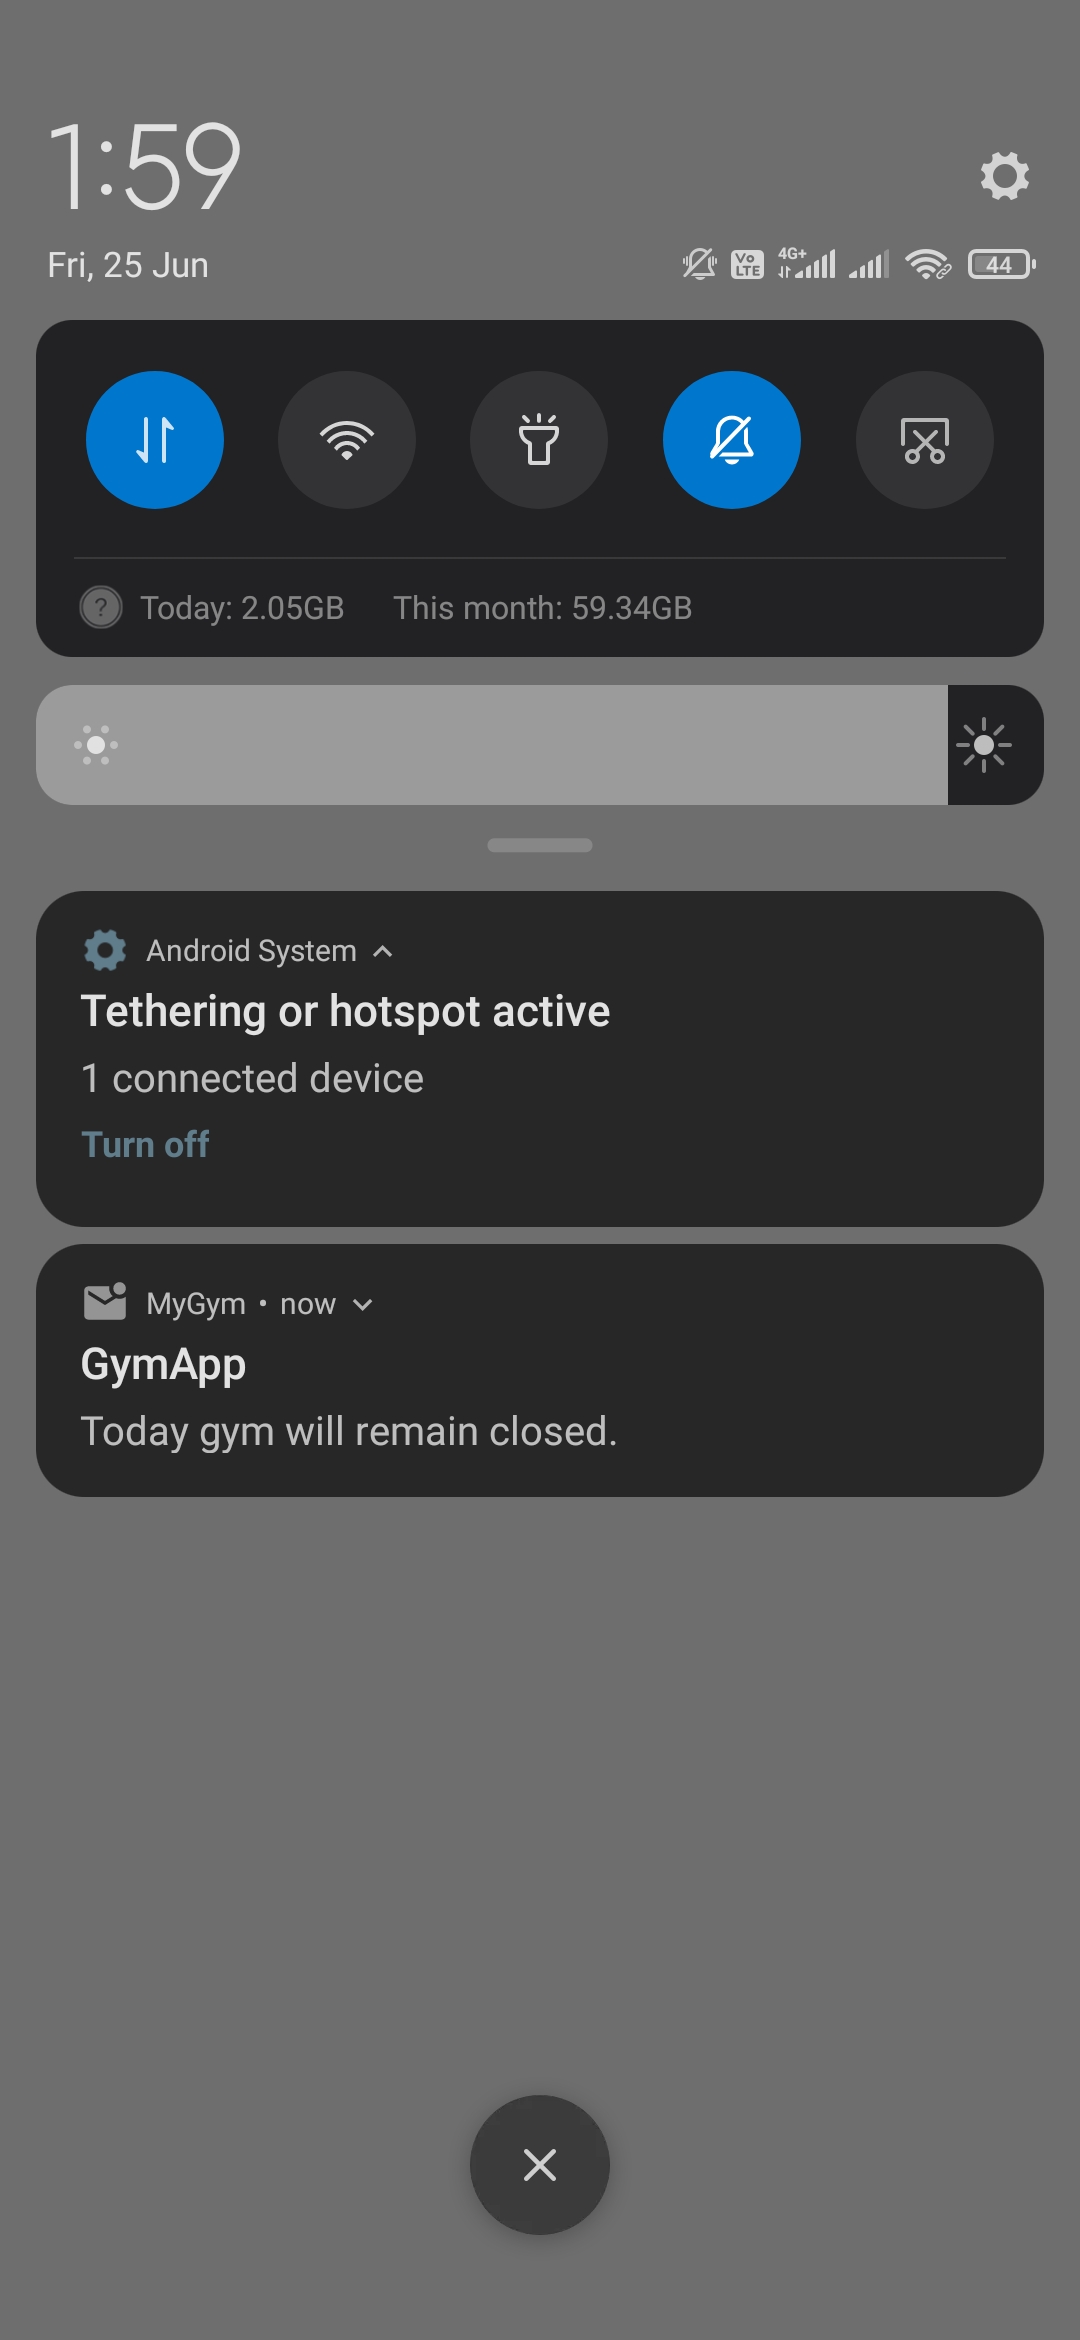 1:59
Fri, 25 Jun
Vo LTE 4G+ 44
? Today: 2.05GB This month: 59.34GB
Android System
Tethering or hotspot active
1 connected device
Turn off
MyGym • now
GymApp
Today gym will remain closed.